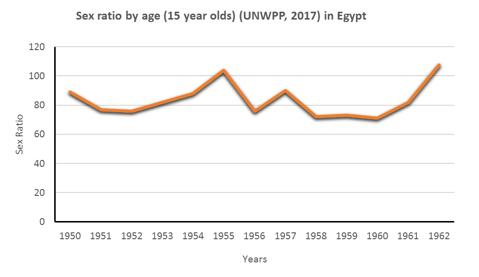 Sex ratio by age (15 year olds) (UNWPP, 2017) in Egypt
120
100
80
60
40
20
0
Sex Ratio
1950 1951 1952 1953 1954 1955 1956 1957 1958 1959 1960 1961 1962
Years